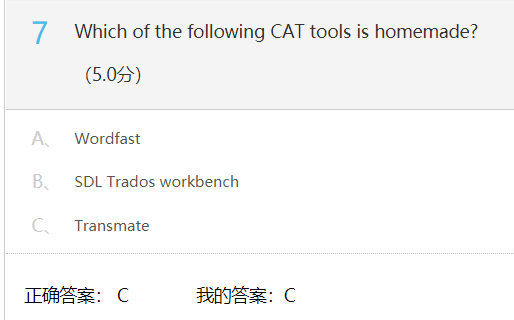 7 Which of the following CAT tools is homemade?
（5.0分）
A、 Wordfast
B、 SDL Trados workbench
C、 Transmate
正确答案： C 我的答案：C